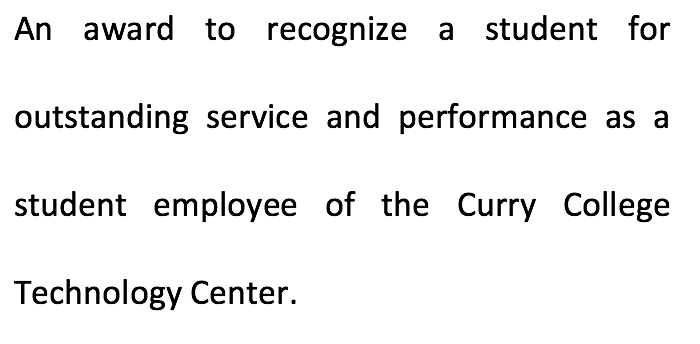 An award to recognize a student for
outstanding service and performance as a
student employee of the Curry College
Technology Center.